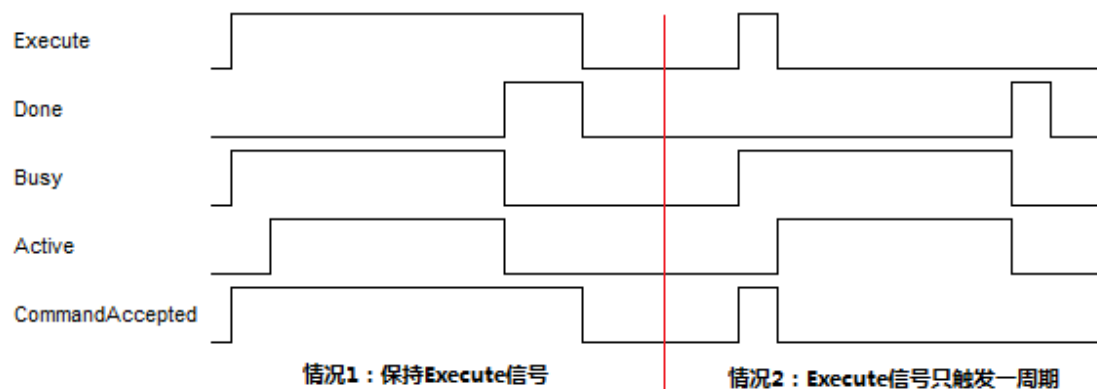 Execute
Done
Busy
Active
CommandAccepted
情况1：保持Execute信号
情况2：Execute信号只触发一周期